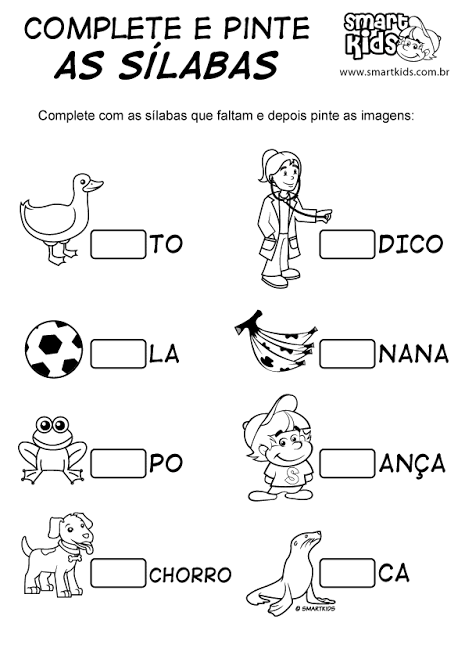 COMPLETE E PINTE
AS SÍLABAS
SMART
KIDS
www.smartkids.com.br
Complete com as sílabas que faltam e depois pinte as imagens:
TO
DICO
LA
NANA
PO
S
ANÇA
CHORRO
CA
© SMARTKIDS